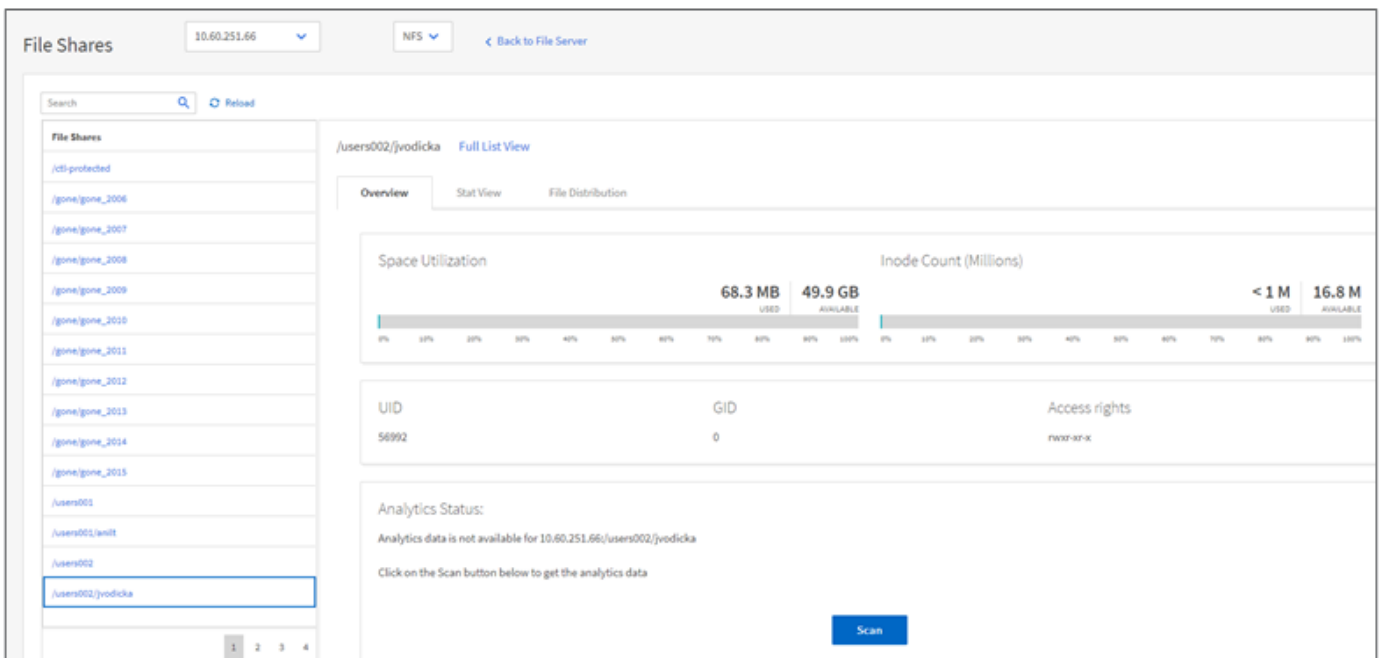 File Shares
10.60.251.66
NFS
Back to File Server
Search
Reload
File Shares
/ctl-protected
/gone/gone_2006
/gone/gone_2007
/gone/gone_2008
/gone/gone_2009
/gone/gone_2010
/gone/gone_2011
/gone/gone_2012
/gone/gone_2013
/gone/gone_2014
/gone/gone_2015
/users001
/users001/anilt
/users002
/users002/jvodicka
1 2 3 4
/users002/jvodicka Full List View
Overview Stat View File Distribution
Space Utilization
68.3 MB 49.9 GB
USED AVAILABLE
0% 10% 20% 30% 40% 50% 60% 70% 80% 90% 100%
Inode Count (Millions)
< 1 M 16.8 M
USED AVAILABLE
0% 10% 20% 30% 40% 50% 60% 70% 80% 90% 100%
UID GID Access rights
56992 0 rwxr-xr-x
Analytics Status:
Analytics data is not available for 10.60.251.66:/users002/jvodicka
Click on the Scan button below to get the analytics data
Scan